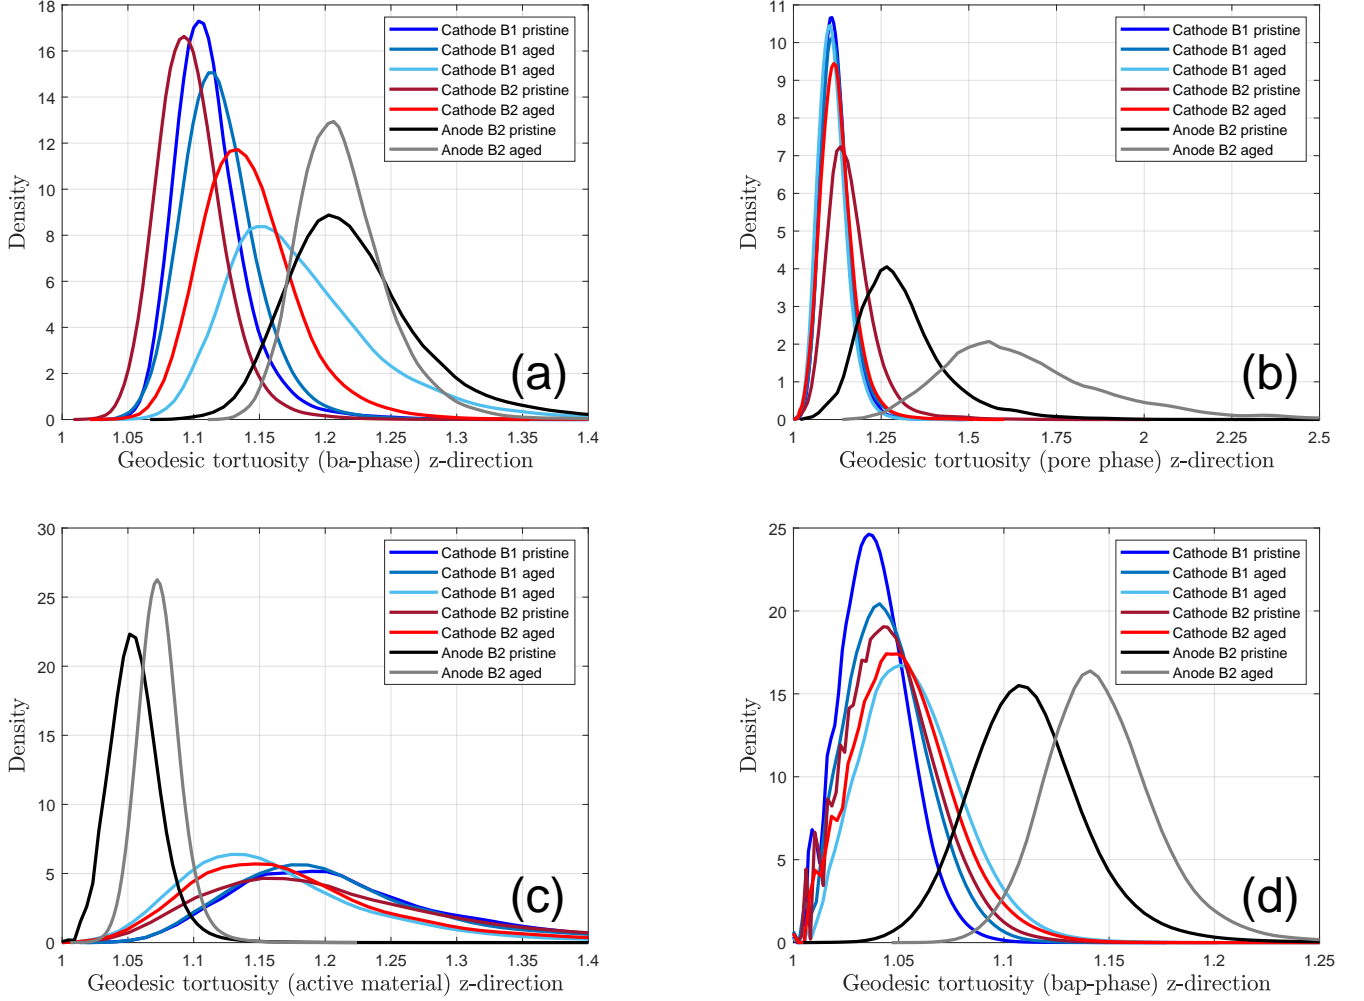 18
16
14
12
10
8
6
4
2
0
Density
1
1.05
1.1
1.15
1.2
1.25
1.3
1.35
1.4
Geodesic tortuosity (ba-phase) z-direction
Cathode B1 pristine
Cathode B1 aged
Cathode B1 aged
Cathode B2 pristine
Cathode B2 aged
Anode B2 pristine
Anode B2 aged
(a)
11
10
9
8
7
6
5
4
3
2
1
0
Density
1
1.25
1.5
1.75
2
2.25
2.5
Geodesic tortuosity (pore phase) z-direction
Cathode B1 pristine
Cathode B1 aged
Cathode B1 aged
Cathode B2 pristine
Cathode B2 aged
Anode B2 pristine
Anode B2 aged
(b)
30
25
20
15
10
5
0
Density
1
1.05
1.1
1.15
1.2
1.25
1.3
1.35
1.4
Geodesic tortuosity (active material) z-direction
Cathode B1 pristine
Cathode B1 aged
Cathode B1 aged
Cathode B2 pristine
Cathode B2 aged
Anode B2 pristine
Anode B2 aged
(c)
25
20
15
10
5
0
Density
1
1.05
1.1
1.15
1.2
1.25
Geodesic tortuosity (bap-phase) z-direction
Cathode B1 pristine
Cathode B1 aged
Cathode B1 aged
Cathode B2 pristine
Cathode B2 aged
Anode B2 pristine
Anode B2 aged
(d)